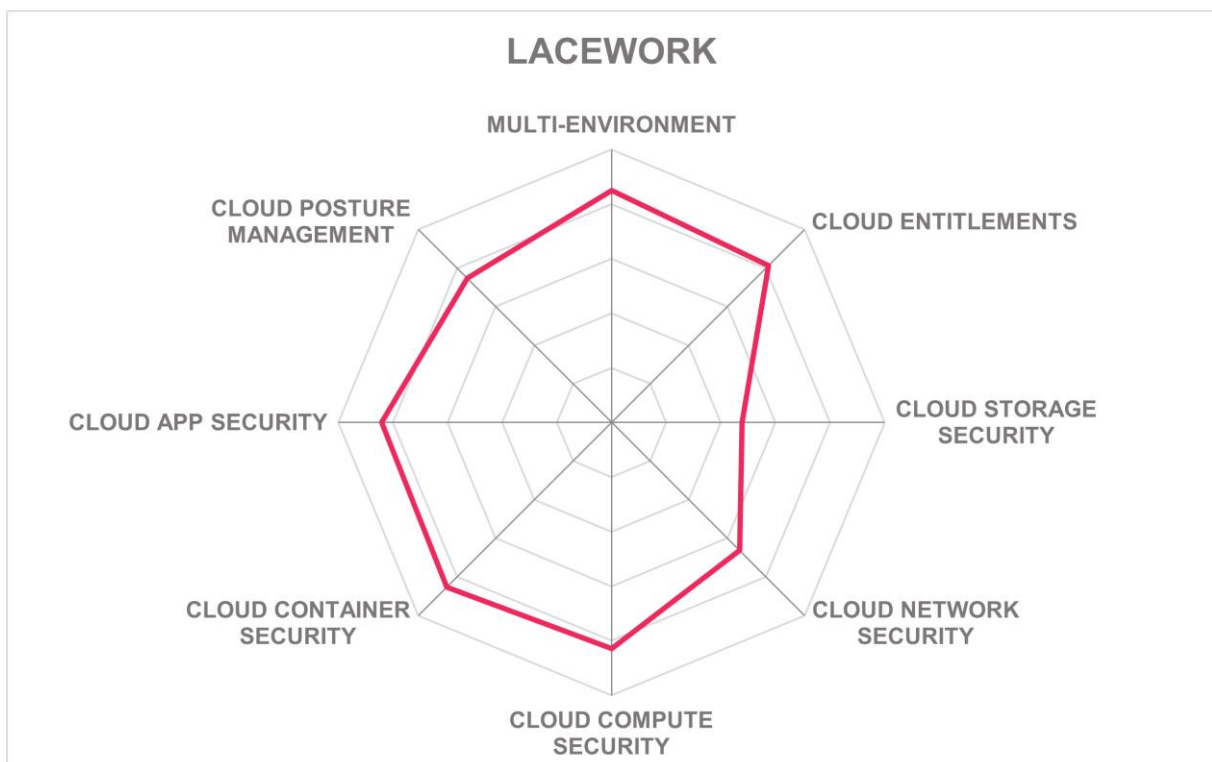 LACEWORK
MULTI-ENVIRONMENT
CLOUD ENTITLEMENTS
CLOUD STORAGE
SECURITY
CLOUD NETWORK
SECURITY
CLOUD COMPUTE
SECURITY
CLOUD CONTAINER
SECURITY
CLOUD APP SECURITY
CLOUD POSTURE
MANAGEMENT